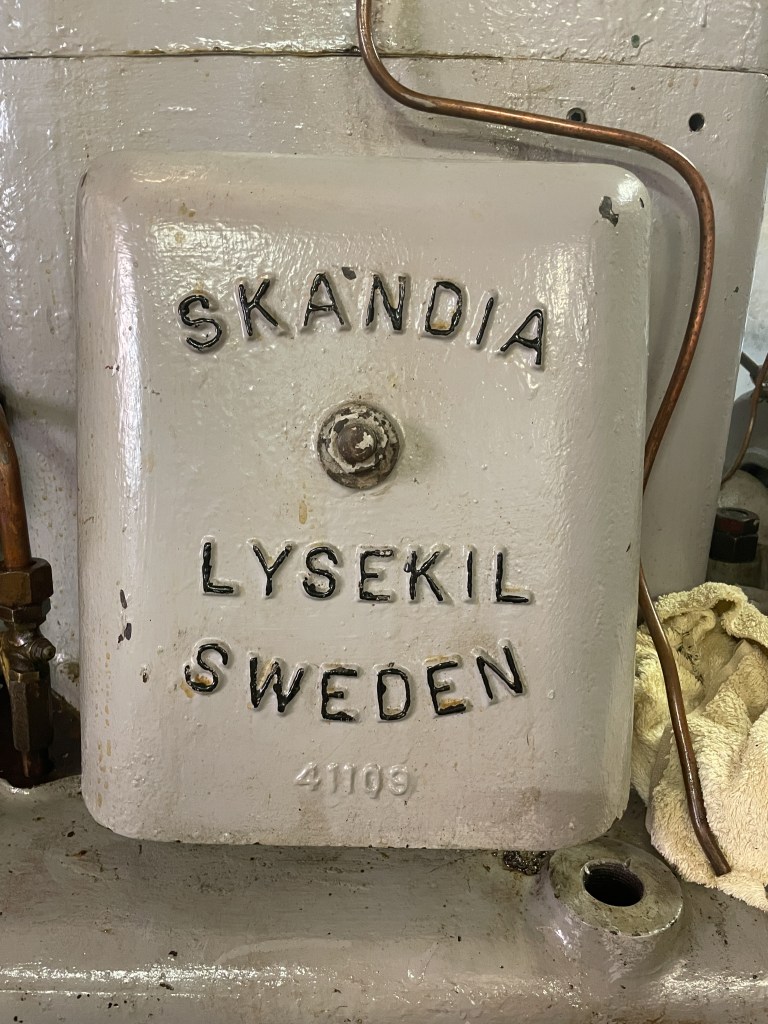 SKANDIA
LYSEKIL
SWEDEN
41109